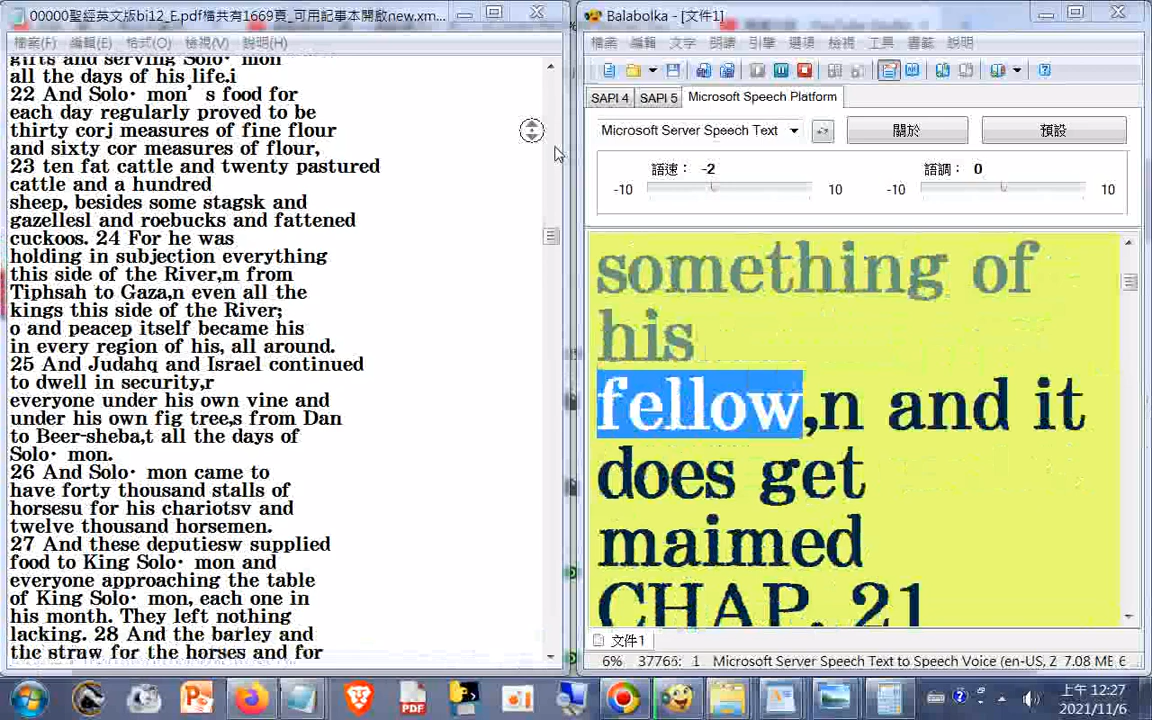 00000聖經英文版bi12_E.pdf檔共有1669頁_可用記事本開啟new.xm...
檔案(F) 編輯(E) 格式(O) 檢視(V) 說明(H)
gifts and serving Solo· mon
all the days of his life.i
22 And Solo· mon's food for
each day regularly proved to be
thirty corj measures of fine flour
and sixty cor measures of flour,
23 ten fat cattle and twenty pastured
cattle and a hundred
sheep, besides some stagsk and
gazellesl and roebucks and fattened
cuckoos. 24 For he was
holding in subjection everything
this side of the River,m from
Tiphsah to Gaza,n even all the
kings this side of the River;
o and peacep itself became his
in every region of his, all around.
25 And Judahq and Israel continued
to dwell in security,r
everyone under his own vine and
under his own fig tree,s from Dan
to Beer-sheba,t all the days of
Solo· mon.
26 And Solo· mon came to
have forty thousand stalls of
horsesu for his chariotsv and
twelve thousand horsemen.
27 And these deputiesw supplied
food to King Solo· mon and
everyone approaching the table
of King Solo· mon, each one in
his month. They left nothing
lacking. 28 And the barley and
the straw for the horses and for
Balabolka - [文件1]
檔案 編輯 文字 朗讀 引擎 選項 檢視 工具 書籤 說明
SAPI 4 SAPI 5 Microsoft Speech Platform
Microsoft Server Speech Text 關於 預設
語速： -2 語調： 0
-10 10 -10 10
something of
his
fellow,n and it
does get
maimed
CHAP. 21
文件1
6% 37765: 1 Microsoft Server Speech Text to Speech Voice (en-US, Z 7.08 MB 6
上午 12:27
2021/11/6